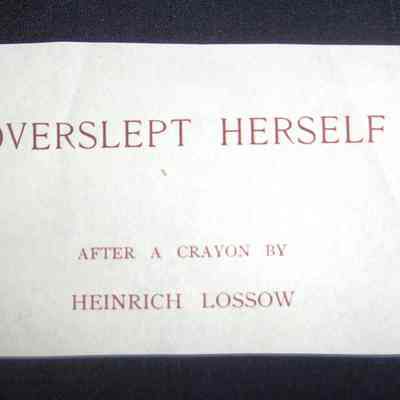 OVERSLEPT HERSELF
AFTER A CRAYON BY
HEINRICH LOSSOW